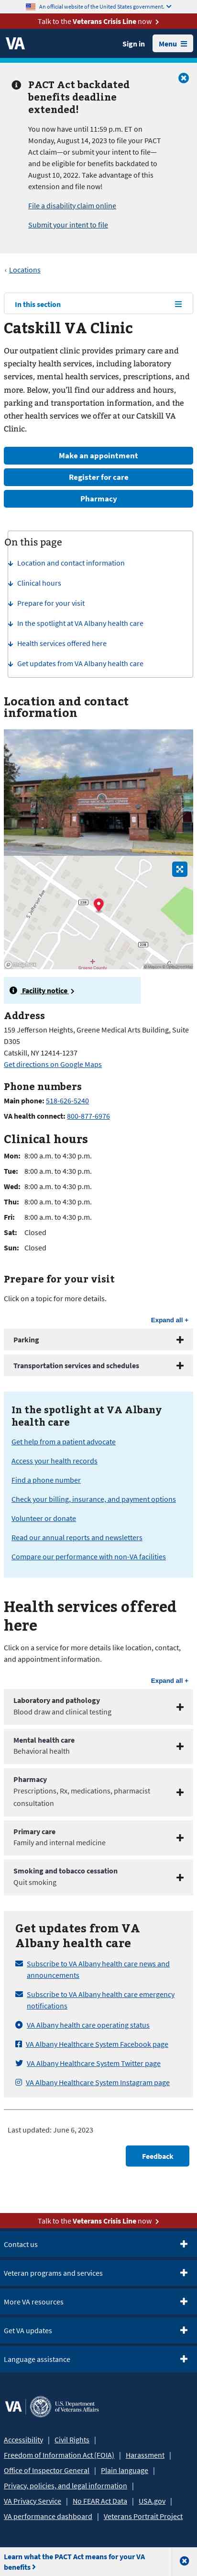 An official website of the United States government.
Talk to the Veterans Crisis Line now
VA
Sign in
Menu
PACT Act backdated
benefits deadline
extended!
You now have until 11:59 p.m. ET on
Monday, August 14, 2023 to file your PACT
Act claim—or submit your intent to file—
and be eligible for benefits backdated to
August 10, 2022. Take advantage of this
extension and file now!
File a disability claim online
Submit your intent to file
Locations
In this section
Catskill VA Clinic
Our outpatient clinic provides primary care and
specialty health services, including laboratory
services, mental health services, prescriptions, and
more. Below, you'll find our address and hours,
parking and transportation information, and the
other health services we offer at our Catskill VA
Clinic.
Make an appointment
Register for care
Pharmacy
On this page
Location and contact information
Clinical hours
Prepare for your visit
In the spotlight at VA Albany health care
Health services offered here
Get updates from VA Albany health care
Location and contact
information
Facility notice
Address
159 Jefferson Heights, Greene Medical Arts Building, Suite
D305
Catskill, NY 12414-1237
Get directions on Google Maps
Phone numbers
Main phone: 518-626-5240
VA health connect: 800-877-6976
Clinical hours
Mon: 8:00 a.m. to 4:30 p.m.
Tue: 8:00 a.m. to 4:30 p.m.
Wed: 8:00 a.m. to 4:30 p.m.
Thu: 8:00 a.m. to 4:30 p.m.
Fri: 8:00 a.m. to 4:30 p.m.
Sat: Closed
Sun: Closed
Prepare for your visit
Click on a topic for more details.
Expand all +
Parking
Transportation services and schedules
In the spotlight at VA Albany
health care
Get help from a patient advocate
Access your health records
Find a phone number
Check your billing, insurance, and payment options
Volunteer or donate
Read our annual reports and newsletters
Compare our performance with non-VA facilities
Health services offered
here
Click on a service for more details like location, contact,
and appointment information.
Expand all +
Laboratory and pathology
Blood draw and clinical testing
Mental health care
Behavioral health
Pharmacy
Prescriptions, Rx, medications, pharmacist
consultation
Primary care
Family and internal medicine
Smoking and tobacco cessation
Quit smoking
Get updates from VA
Albany health care
Subscribe to VA Albany health care news and
announcements
Subscribe to VA Albany health care emergency
notifications
VA Albany health care operating status
VA Albany Healthcare System Facebook page
VA Albany Healthcare System Twitter page
VA Albany Healthcare System Instagram page
Last updated: June 6, 2023
Feedback
Talk to the Veterans Crisis Line now
Contact us
Veteran programs and services
More VA resources
Get VA updates
Language assistance
VA
U.S. Department
of Veterans Affairs
Accessibility | Civil Rights |
Freedom of Information Act (FOIA) | Harassment |
Office of Inspector General | Plain language |
Privacy, policies, and legal information |
VA Privacy Service | No FEAR Act Data | USA.gov |
VA performance dashboard | Veterans Portrait Project
Learn what the PACT Act means for your VA
benefits